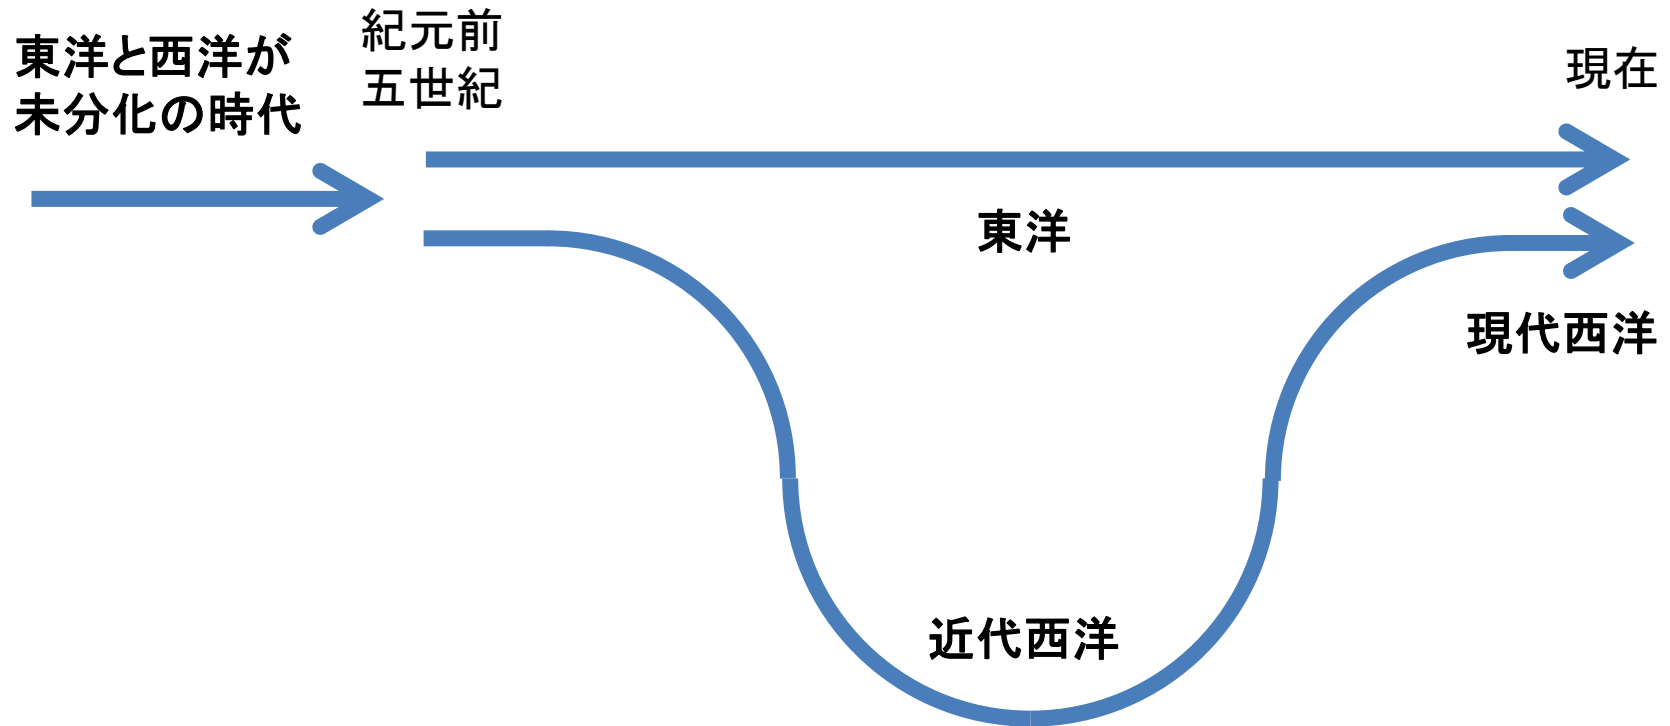 東洋と西洋が
未分化の時代
紀元前
五世紀
現在
東洋
現代西洋
近代西洋